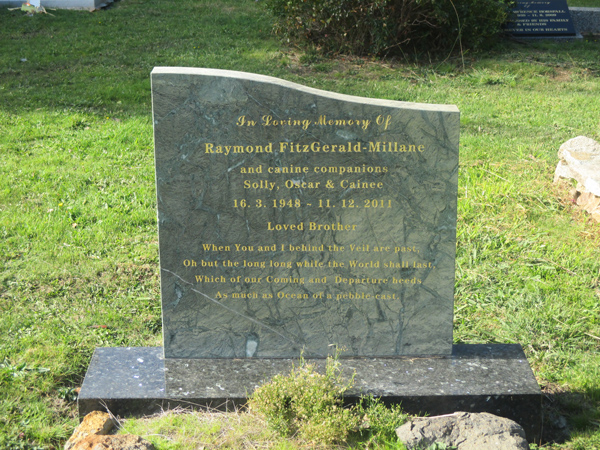 In Loving Memory Of
Raymond FitzGerald-Millane
and canine companions
Solly, Oscar & Cainee
16. 3. 1948 - 11. 12. 2011
Loved Brother
When You and I behind the Veil are past,
Oh but the long long while the World shall last,
Which of our Coming and Departure heeds
As much as Ocean of a pebble-cast.